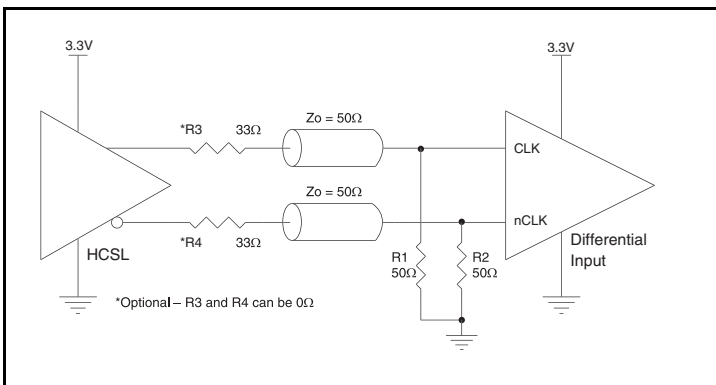 3.3V
3.3V
*R3
33Ω
Zo = 50Ω
CLK
Zo = 50Ω
nCLK
*R4
33Ω
HCSL
R1
50Ω
R2
50Ω
Differential
Input
*Optional – R3 and R4 can be 0Ω